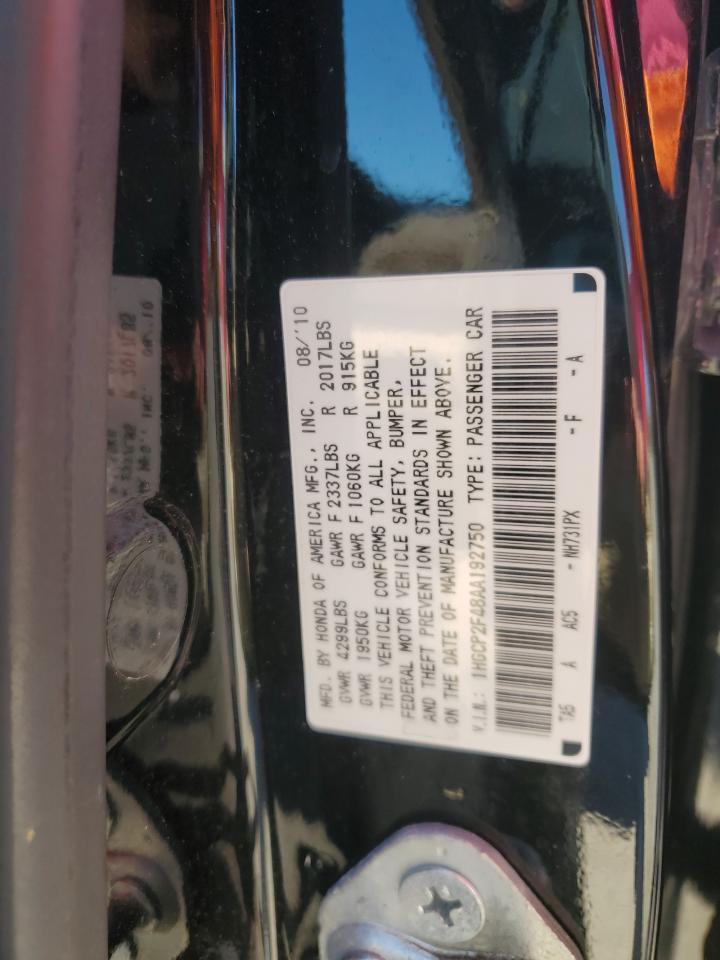 MFD. BY HONDA OF AMERICA MFG., INC. 08/'10
GVWR 4299LBS GAWR F 2337LBS R 2017LBS
GVWR 1950KG GAWR F 1060KG R 915KG
THIS VEHICLE CONFORMS TO ALL APPLICABLE
FEDERAL MOTOR VEHICLE SAFETY, BUMPER,
AND THEFT PREVENTION STANDARDS IN EFFECT
ON THE DATE OF MANUFACTURE SHOWN ABOVE.
V.I.N.: 1HGCP2F48AA192750 TYPE: PASSENGER CAR
TA5 A AC5 - NH731PX - F - A